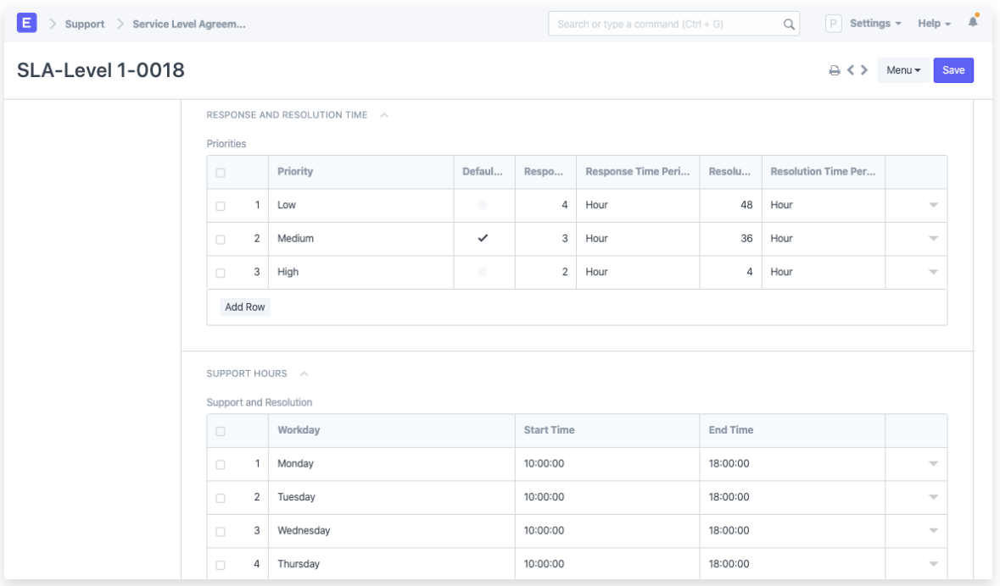 E Support Service Level Agreem... Search or type a command (Ctrl + G) P Settings Help
SLA-Level 1-0018 Menu Save
RESPONSE AND RESOLUTION TIME
Priorities
Priority Defaul... Respo... Response Time Peri... Resolu... Resolution Time Per...
1 Low 4 Hour 48 Hour
2 Medium 3 Hour 36 Hour
3 High 2 Hour 4 Hour
Add Row
SUPPORT HOURS
Support and Resolution
Workday Start Time End Time
1 Monday 10:00:00 18:00:00
2 Tuesday 10:00:00 18:00:00
3 Wednesday 10:00:00 18:00:00
4 Thursday 10:00:00 18:00:00